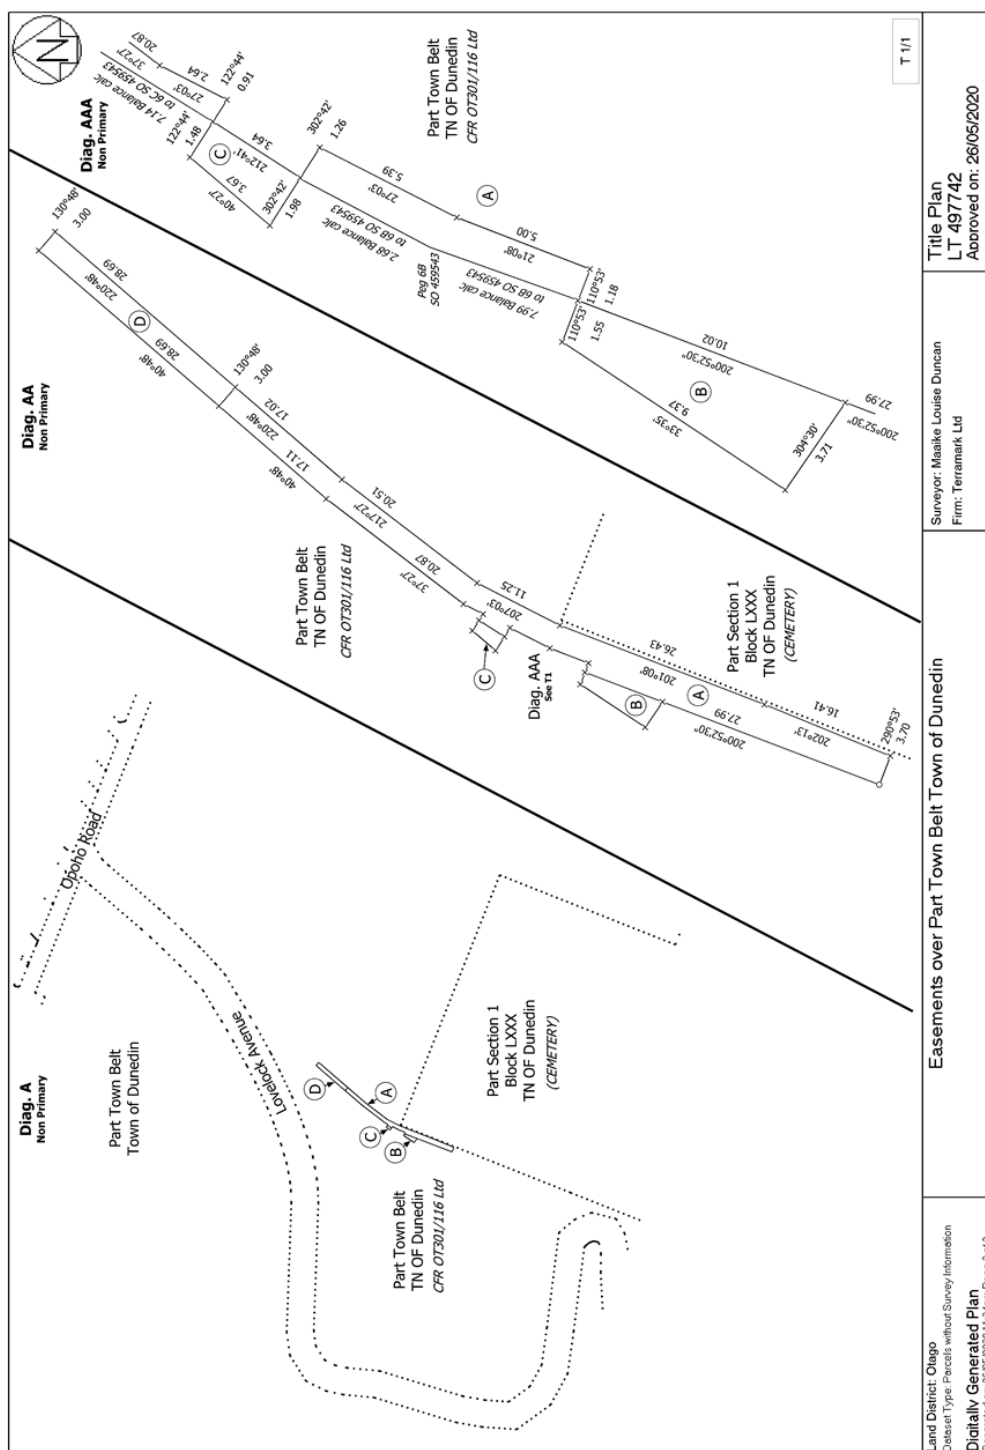 N
T 1/1
Diag. A
Non Primary
Part Town Belt
Town of Dunedin
Opoho Road
Lovelock Avenue
D
A
C
B
Part Town Belt
TN OF Dunedin
CFR OT301/116 Ltd
Part Section 1
Block LXXX
TN OF Dunedin
(CEMETERY)
Diag. AA
Non Primary
130°48'
3.00
220°48'
28.69
D
40°48'
28.69
130°48'
3.00
220°48'
17.02
40°48'
17.11
217°27'
20.51
37°27'
20.87
207°03'
11.25
Part Town Belt
TN OF Dunedin
CFR OT301/116 Ltd
C
Diag. AAA
See T1
B
A
201°08'
26.43
200°52'30"
27.99
202°13'
16.41
290°53'
3.70
Part Section 1
Block LXXX
TN OF Dunedin
(CEMETERY)
Diag. AAA
Non Primary
37°27'
20.87
7.14 Balance calc
to 6C SO 459543
27°03'
2.64
122°44'
0.91
122°44'
1.48
C
212°41'
3.64
40°27'
3.67
302°42'
1.98
302°42'
1.26
2.68 Balance calc
to 6B SO 459543
27°03'
5.39
Part Town Belt
TN OF Dunedin
CFR OT301/116 Ltd
Peg 6B
SO 459543
A
7.99 Balance calc
to 6B SO 459543
21°08'
5.00
110°53'
1.18
110°53'
1.55
200°52'30"
10.02
B
33°35'
9.37
304°30'
3.71
200°52'30"
27.99
Land District: Otago
Dataset Type: Parcels without Survey Information
Digitally Generated Plan
Easements over Part Town Belt Town of Dunedin
Surveyor: Maaike Louise Duncan
Firm: Terramark Ltd
Title Plan
LT 497742
Approved on: 26/05/2020